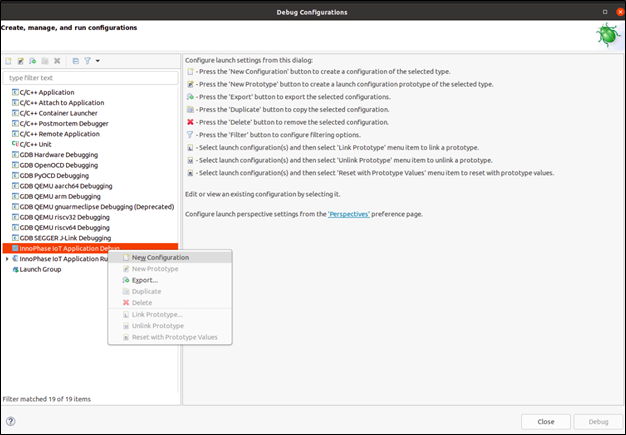 Debug Configurations
Create, manage, and run configurations
type filter text
C/C++ Application
C/C++ Attach to Application
C/C++ Container Launcher
C/C++ Postmortem Debugger
C/C++ Remote Application
C/C++ Unit
GDB Hardware Debugging
GDB OpenOCD Debugging
GDB PyOCD Debugging
GDB QEMU aarch64 Debugging
GDB QEMU arm Debugging
GDB QEMU gnuarmeclipse Debugging (Deprecated)
GDB QEMU riscv32 Debugging
GDB QEMU riscv64 Debugging
GDB SEGGER J-Link Debugging
InnoPhase IoT Application Debug
InnoPhase IoT Application Ru
Launch Group
New Configuration
New Prototype
Export...
Duplicate
Delete
Link Prototype...
Unlink Prototype
Reset with Prototype Values
Filter matched 19 of 19 items
Configure launch settings from this dialog:
- Press the 'New Configuration' button to create a configuration of the selected type.
- Press the 'New Prototype' button to create a launch configuration prototype of the selected type.
- Press the 'Export' button to export the selected configurations.
- Press the 'Duplicate' button to copy the selected configuration.
- Press the 'Delete' button to remove the selected configuration.
- Press the 'Filter' button to configure filtering options.
- Select launch configuration(s) and then select 'Link Prototype' menu item to link a prototype.
- Select launch configuration(s) and then select 'Unlink Prototype' menu item to unlink a prototype.
- Select launch configuration(s) and then select 'Reset with Prototype Values' menu item to reset with prototype values.
Edit or view an existing configuration by selecting it.
Configure launch perspective settings from the 'Perspectives' preference page.
Close
Debug